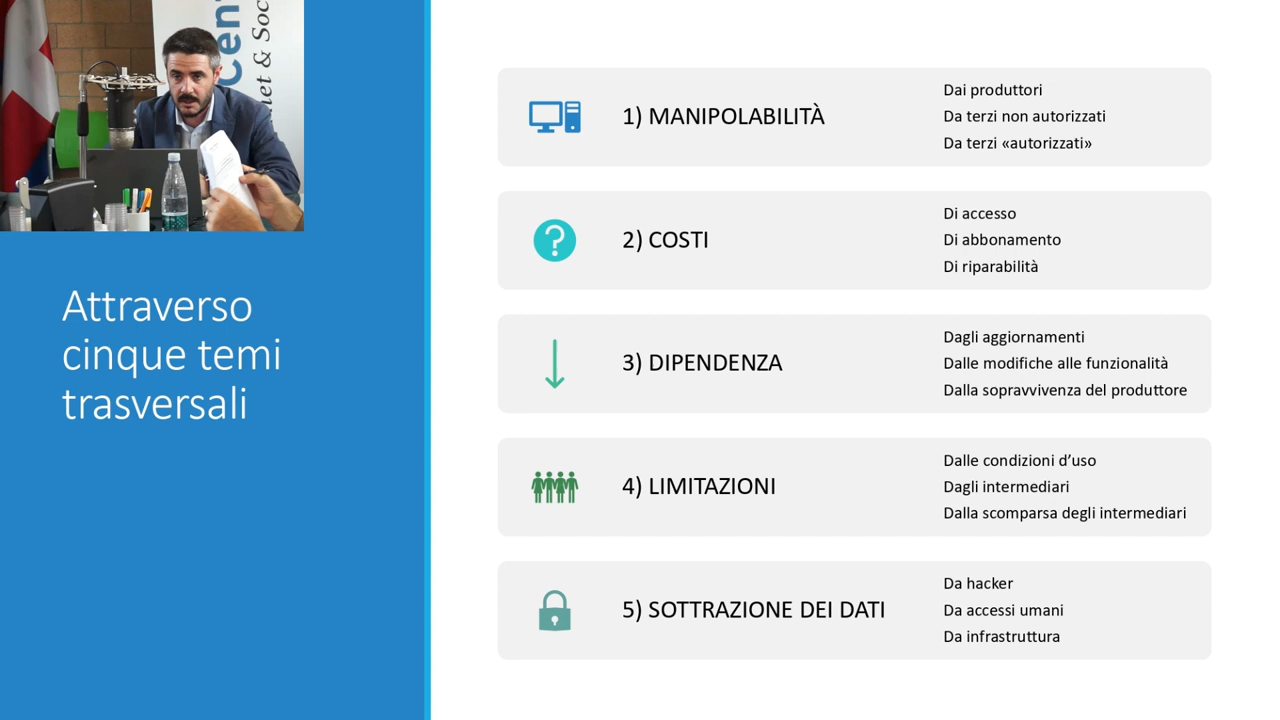 Cent
net & Soc
Attraverso
cinque temi
trasversali
1) MANIPOLABILITÀ
Dai produttori
Da terzi non autorizzati
Da terzi «autorizzati»
2) COSTI
Di accesso
Di abbonamento
Di riparabilità
3) DIPENDENZA
Dagli aggiornamenti
Dalle modifiche alle funzionalità
Dalla sopravvivenza del produttore
4) LIMITAZIONI
Dalle condizioni d’uso
Dagli intermediari
Dalla scomparsa degli intermediari
5) SOTTRAZIONE DEI DATI
Da hacker
Da accessi umani
Da infrastruttura